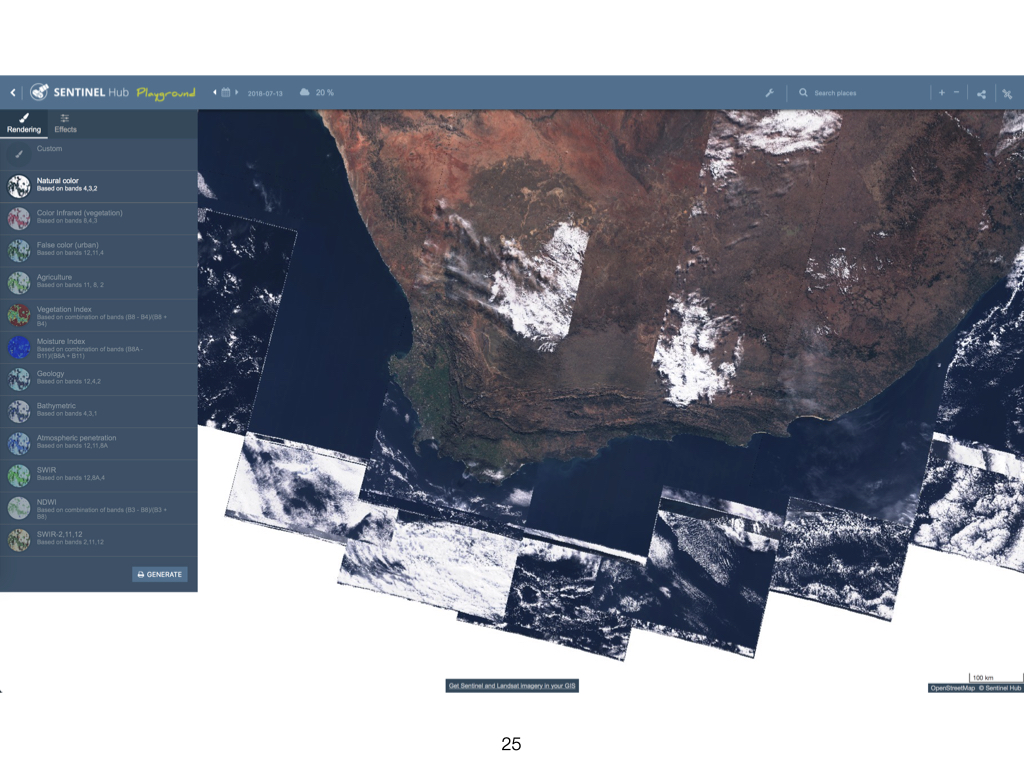 SENTINEL Hub Playground
2018-07-13
20 %
Search places
Rendering
Effects
Custom
Natural color
Based on bands 4,3,2
Color Infrared (vegetation)
Based on bands 8,4,3
False color (urban)
Based on bands 12,11,4
Agriculture
Based on bands 11, 8, 2
Vegetation Index
Based on combination of bands (B8 - B4)/(B8 +
B4)
Moisture Index
Based on combination of bands (B8A -
B11)/(B8A + B11)
Geology
Based on bands 12,4,2
Bathymetric
Based on bands 4,3,1
Atmospheric penetration
Based on bands 12,11,8A
SWIR
Based on bands 12,8A,4
NDWI
Based on combination of bands (B3 - B8)/(B3 +
B8)
SWIR-2,11,12
Based on bands 2,11,12
GENERATE
100 km
Get Sentinel and Landsat imagery in your GIS
OpenStreetMap © Sentinel Hub
25